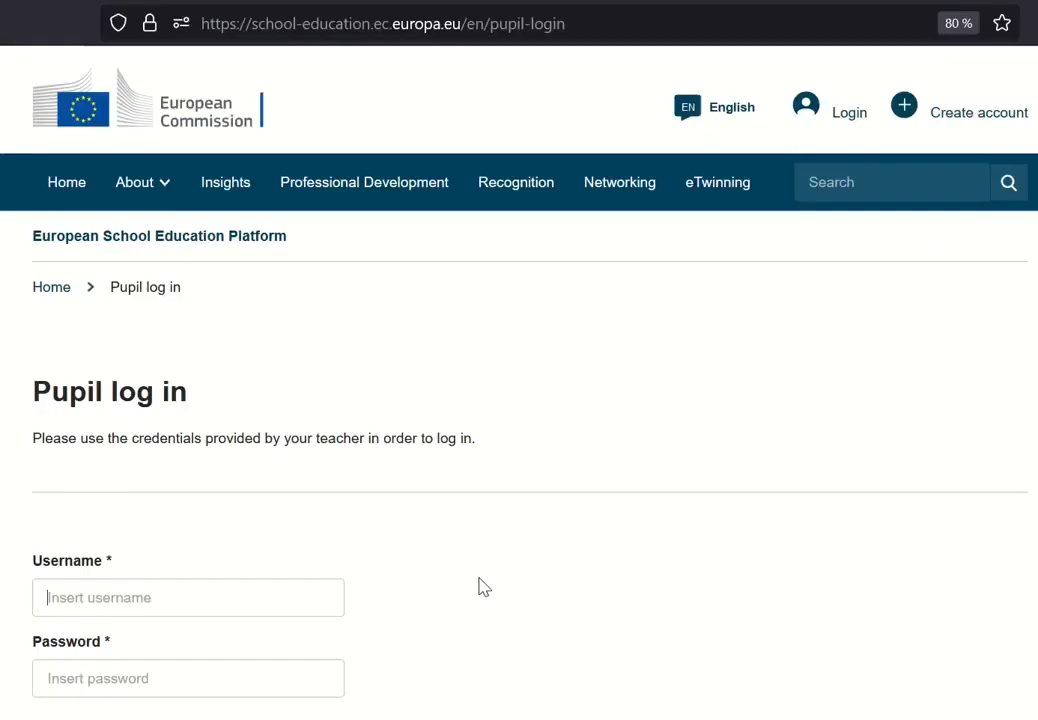 https://school-education.ec.europa.eu/en/pupil-login
80 %
European
Commission
EN English
Login
Create account
Home About Insights Professional Development Recognition Networking eTwinning Search
European School Education Platform
Home > Pupil log in
Pupil log in
Please use the credentials provided by your teacher in order to log in.
Username *
Insert username
Password *
Insert password